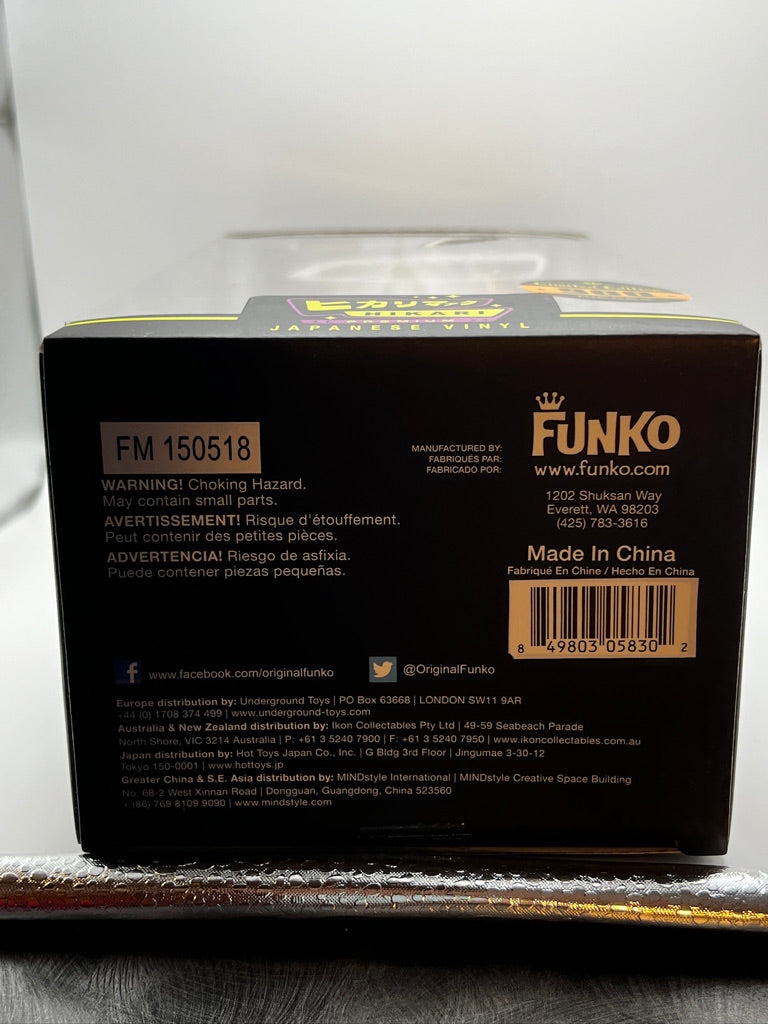 ヒカリ
HIKARI
PREMIUM
JAPANESE VINYL
FM 150518
WARNING! Choking Hazard.
May contain small parts.
AVERTISSEMENT! Risque d'étouffement.
Peut contenir des petites pièces.
ADVERTENCIA! Riesgo de asfixia.
Puede contener piezas pequeñas.
MANUFACTURED BY:
FABRIQUÉS PAR:
FABRICADO POR:
FUNKO
www.funko.com
1202 Shuksan Way
Everett, WA 98203
(425) 783-3616
Made In China
Fabriqué En Chine / Hecho En China
8 49803 05830 2
f www.facebook.com/originalfunko
@OriginalFunko
Europe distribution by: Underground Toys | PO Box 63668 | LONDON SW11 9AR
+44 (0) 1708 374 499 | www.underground-toys.com
Australia & New Zealand distribution by: Ikon Collectables Pty Ltd | 49-59 Seabeach Parade
North Shore, VIC 3214 Australia | P: +61 3 5240 7900 | F: +61 3 5240 7950 | www.ikoncollectables.com.au
Japan distribution by: Hot Toys Japan Co., Inc. | G Bldg 3rd Floor | Jingumae 3-30-12
Tokyo 150-0001 | www.hottoys.jp
Greater China & S.E. Asia distribution by: MINDstyle International | MINDstyle Creative Space Building
No. 68-2 West Xinnan Road | Dongguan, Guangdong, China 523560
+ (86) 769 8109 9090 | www.mindstyle.com